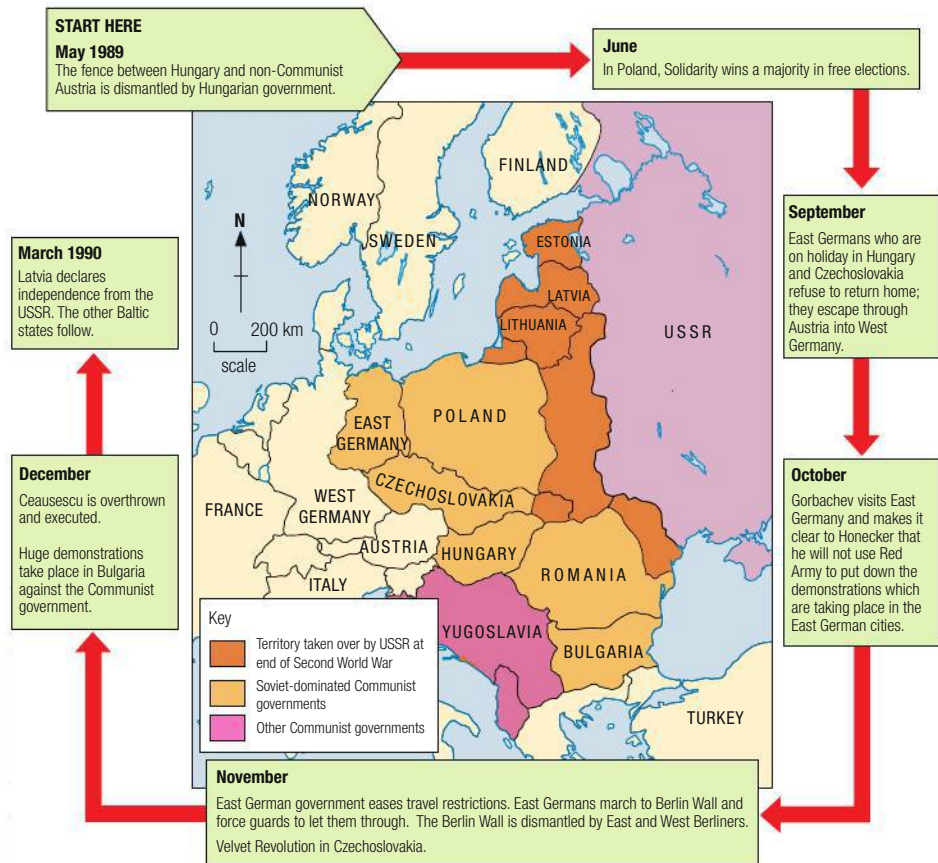 START HERE
May 1989
The fence between Hungary and non-Communist
Austria is dismantled by Hungarian government.
June
In Poland, Solidarity wins a majority in free elections.
September
East Germans who are
on holiday in Hungary
and Czechoslovakia
refuse to return home;
they escape through
Austria into West
Germany.
October
Gorbachev visits East
Germany and makes it
clear to Honecker that
he will not use Red
Army to put down the
demonstrations which
are taking place in the
East German cities.
November
East German government eases travel restrictions. East Germans march to Berlin Wall and
force guards to let them through. The Berlin Wall is dismantled by East and West Berliners.
Velvet Revolution in Czechoslovakia.
December
Ceausescu is overthrown
and executed.
Huge demonstrations
take place in Bulgaria
against the Communist
government.
March 1990
Latvia declares
independence from the
USSR. The other Baltic
states follow.
N
0 200 km
scale
FINLAND
NORWAY
SWEDEN
ESTONIA
LATVIA
LITHUANIA
USSR
POLAND
EAST
GERMANY
CZECHOSLOVAKIA
WEST
GERMANY
FRANCE
AUSTRIA
HUNGARY
ITALY
ROMANIA
YUGOSLAVIA
BULGARIA
TURKEY
Key
Territory taken over by USSR at
end of Second World War
Soviet-dominated Communist
governments
Other Communist governments